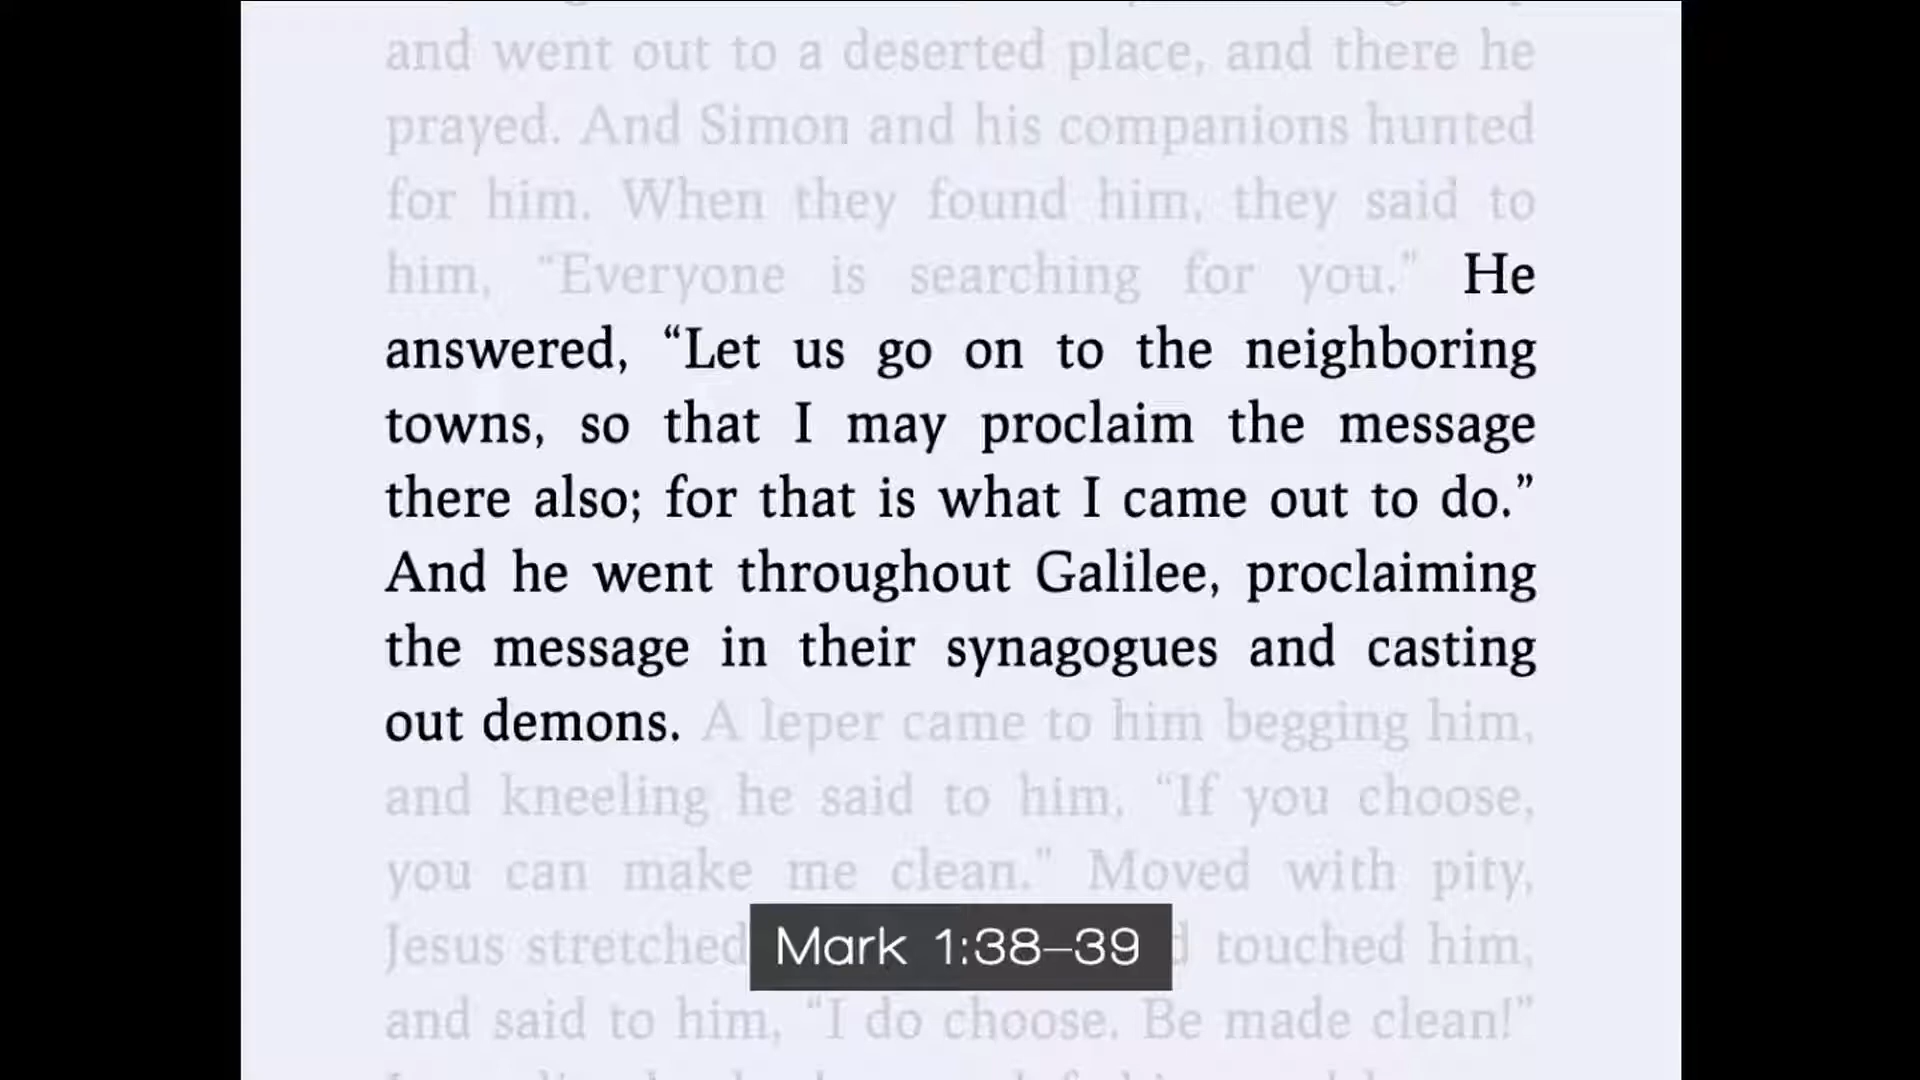 and went out to a deserted place, and there he
prayed. And Simon and his companions hunted
for him. When they found him, they said to
him, “Everyone is searching for you.” He
answered, “Let us go on to the neighboring
towns, so that I may proclaim the message
there also; for that is what I came out to do.”
And he went throughout Galilee, proclaiming
the message in their synagogues and casting
out demons. A leper came to him begging him,
and kneeling he said to him, “If you choose,
you can make me clean.” Moved with pity,
Jesus stretched touched him,
Mark 1:38–39
and said to him, “I do choose. Be made clean!”